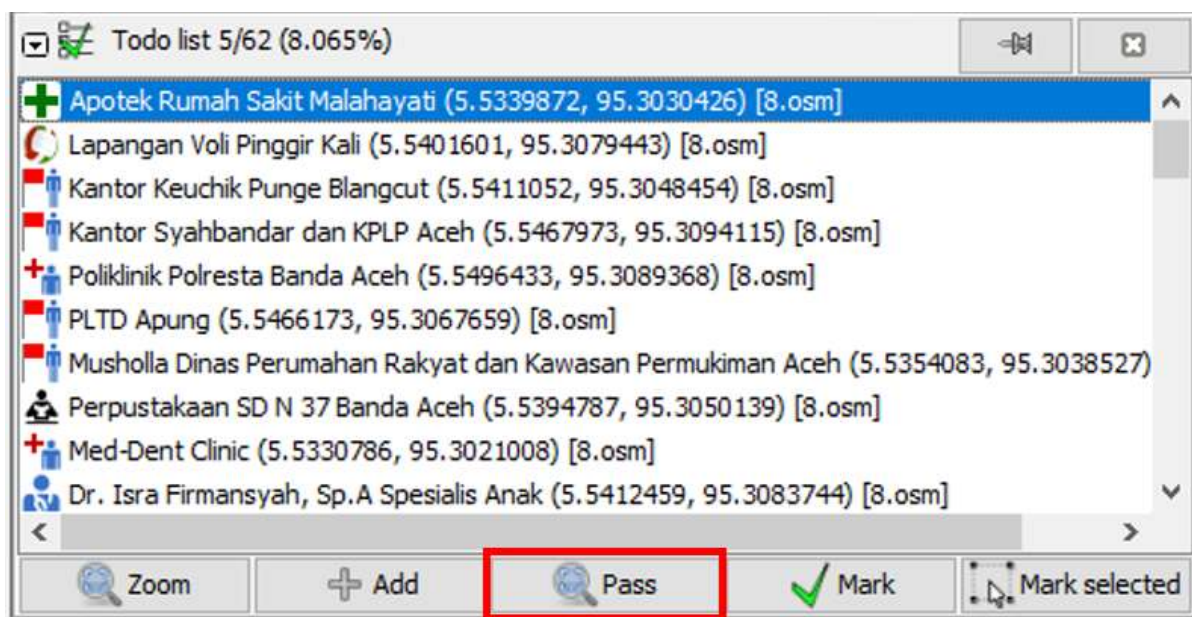 Todo list 5/62 (8.065%)
Apotek Rumah Sakit Malahayati (5.5339872, 95.3030426) [8.osm]
Lapangan Voli Pinggir Kali (5.5401601, 95.3079443) [8.osm]
Kantor Keuchik Punge Blangcut (5.5411052, 95.3048454) [8.osm]
Kantor Syahbandar dan KPLP Aceh (5.5467973, 95.3094115) [8.osm]
Poliklinik Polresta Banda Aceh (5.5496433, 95.3089368) [8.osm]
PLTD Apung (5.5466173, 95.3067659) [8.osm]
Musholla Dinas Perumahan Rakyat dan Kawasan Permukiman Aceh (5.5354083, 95.3038527)
Perpustakaan SD N 37 Banda Aceh (5.5394787, 95.3050139) [8.osm]
Med-Dent Clinic (5.5330786, 95.3021008) [8.osm]
Dr. Isra Firmansyah, Sp.A Spesialis Anak (5.5412459, 95.3083744) [8.osm]
Zoom Add Pass Mark Mark selected